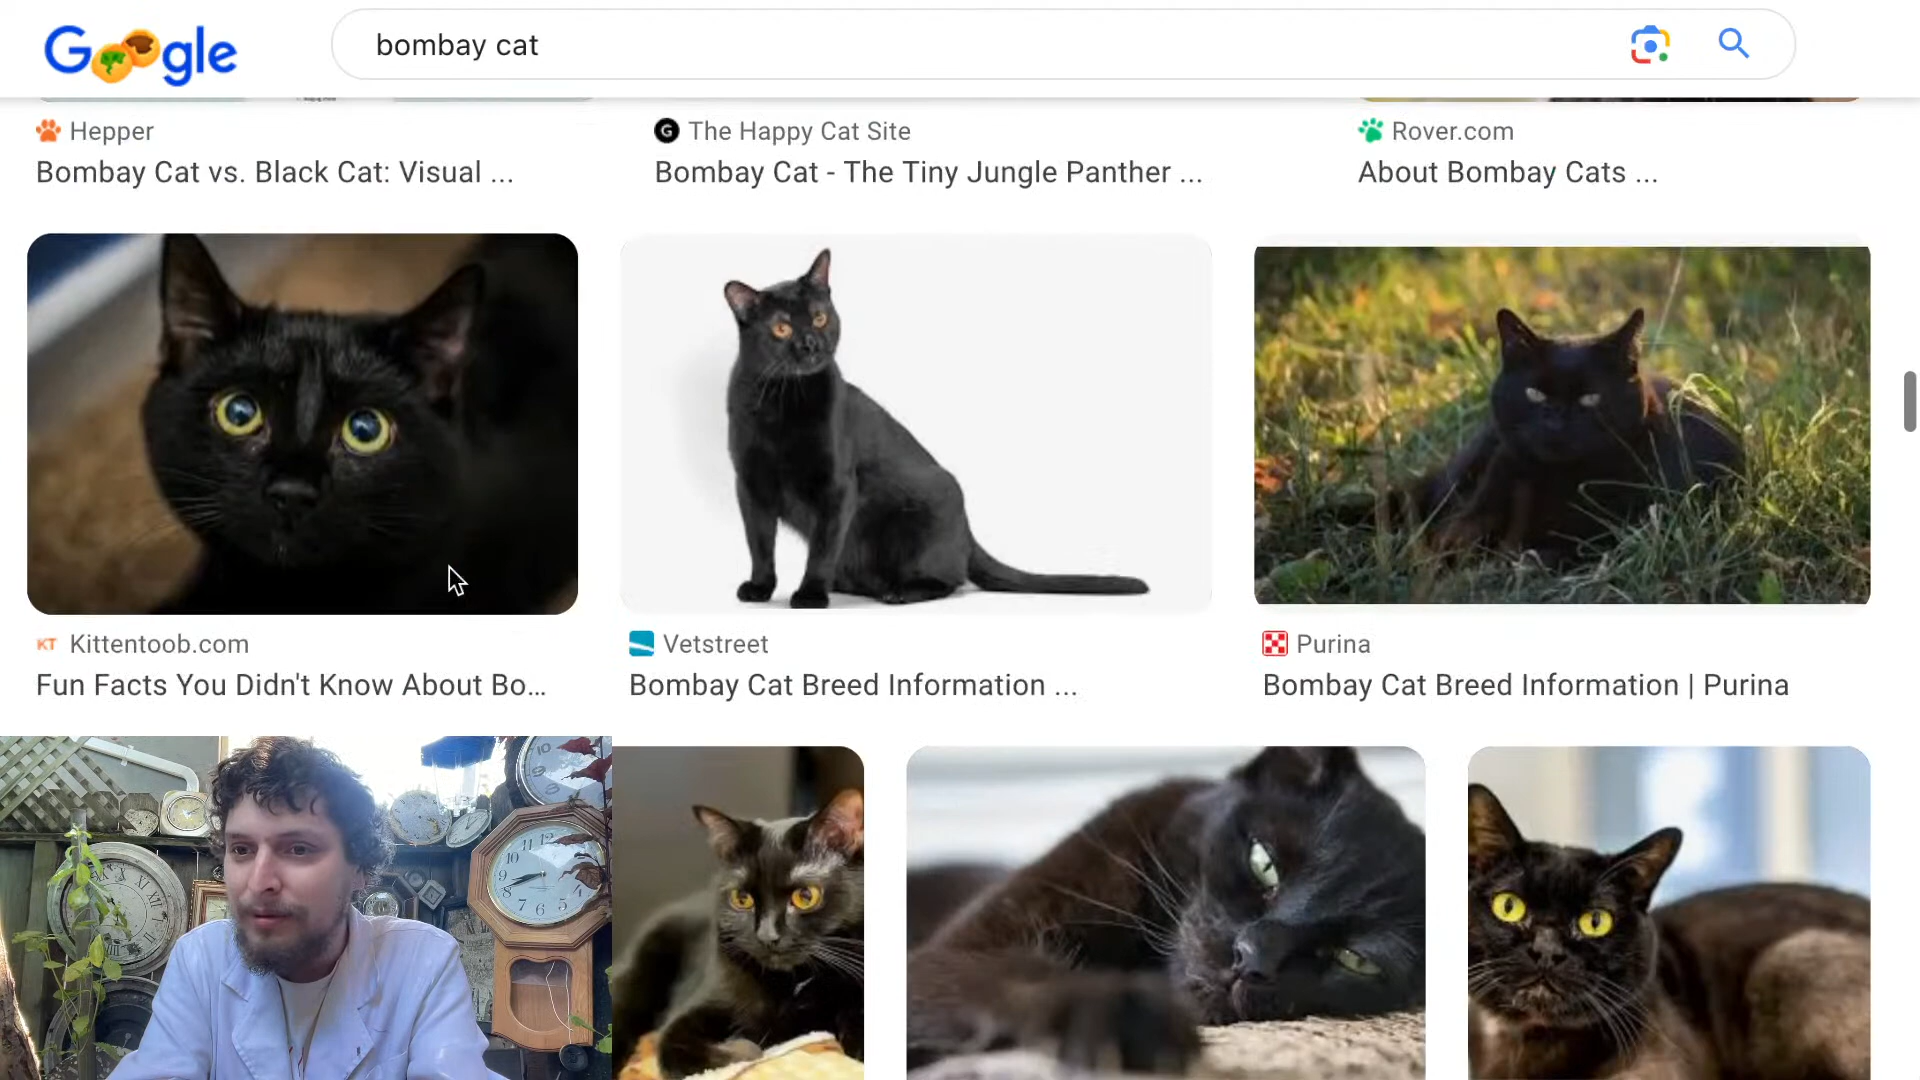 Google
bombay cat
Hepper
Bombay Cat vs. Black Cat: Visual ...
G The Happy Cat Site
Bombay Cat - The Tiny Jungle Panther ...
Rover.com
About Bombay Cats ...
KT Kittentoob.com
Fun Facts You Didn't Know About Bo...
Vetstreet
Bombay Cat Breed Information ...
Purina
Bombay Cat Breed Information | Purina